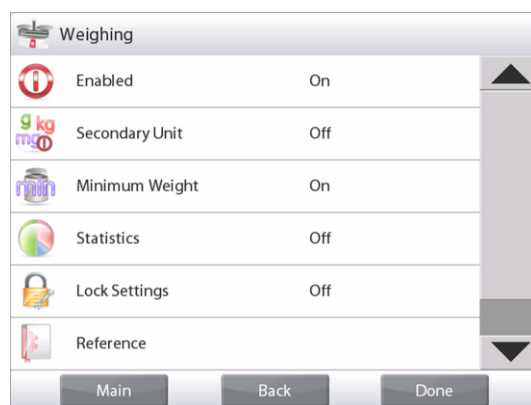 Weighing
Enabled On
g kg
mg
Secondary Unit Off
min
Minimum Weight On
Statistics Off
Lock Settings Off
Reference
Main Back Done